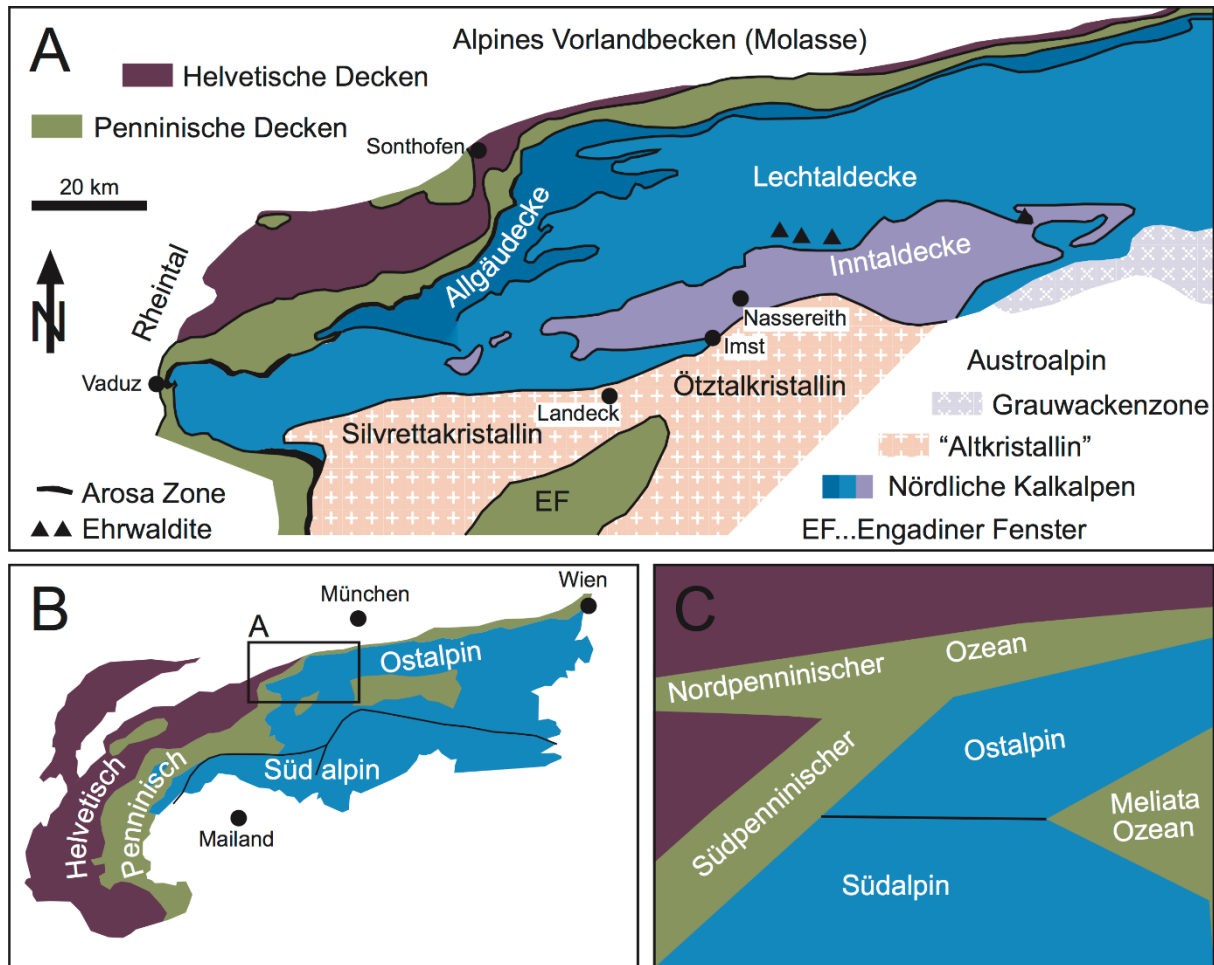 A
Alpines Vorlandbecken (Molasse)
Helvetische Decken
Penninische Decken
Sonthofen
20 km
Lechtaldecke
Allgäudecke
Inntaldecke
Rheintal
N
Nassereith
Imst
Vaduz
Austroalpin
Ötztalkristallin
Landeck
Grauwackenzone
Silvrettakristallin
"Altkristallin"
Arosa Zone
EF
Nördliche Kalkalpen
Ehrwaldite
EF...Engadiner Fenster
B
München
Wien
A
Ostalpin
Helvetisch
Penninisch
Süd alpin
Mailand
C
Nordpenninischer Ozean
Südpenninischer
Ostalpin
Meliata
Ozean
Südalpin